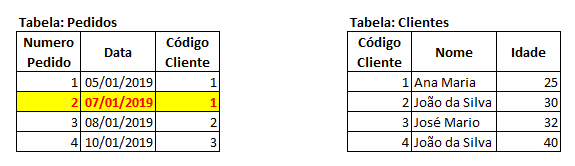 Tabela: Pedidos
Numero Pedido Data Código Cliente
1 05/01/2019 1
2 07/01/2019 1
3 08/01/2019 2
4 10/01/2019 3
Tabela: Clientes
Código Cliente Nome Idade
1 Ana Maria 25
2 João da Silva 30
3 José Mario 32
4 João da Silva 40